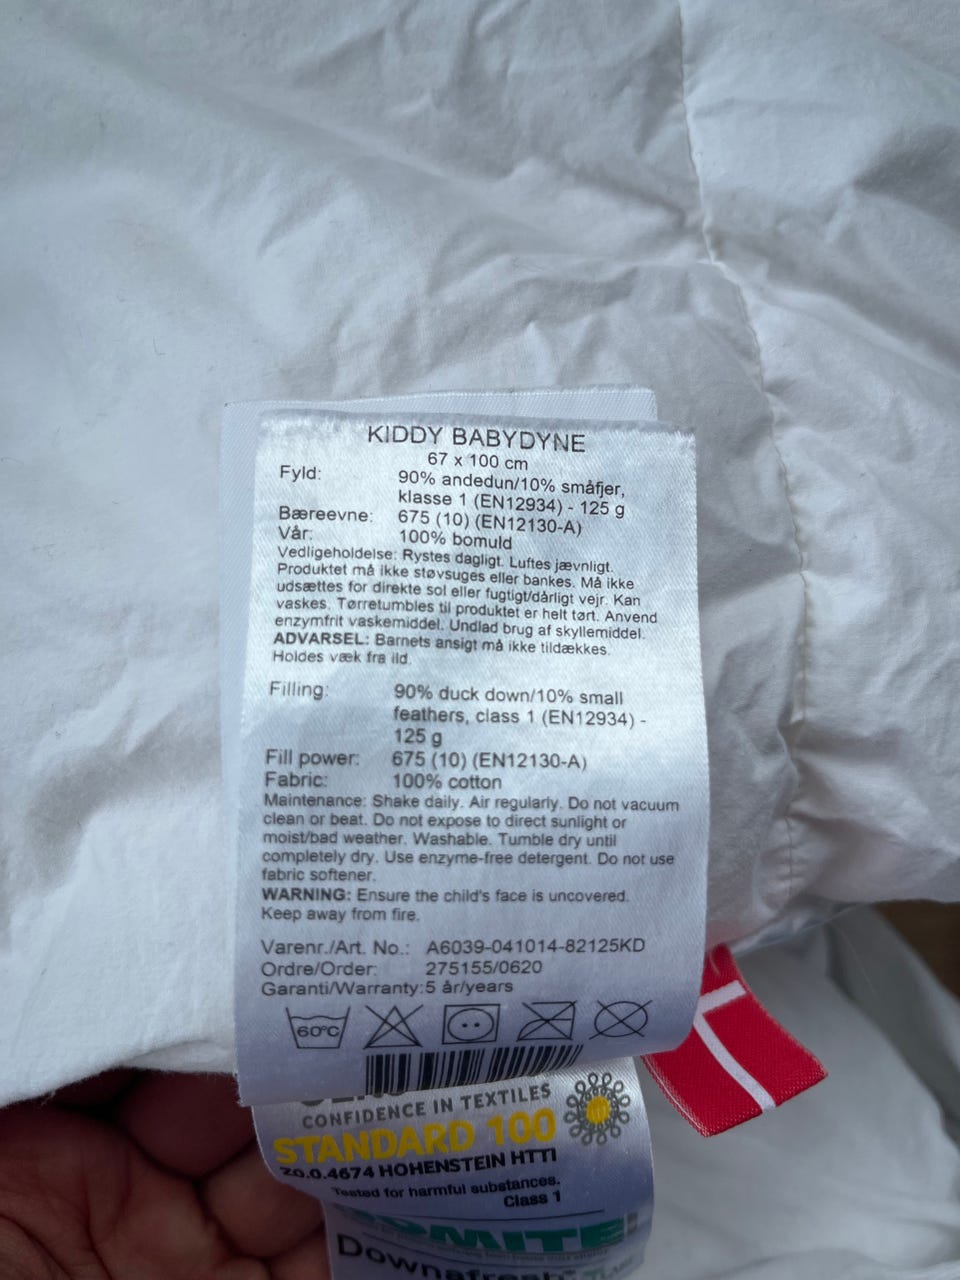 KIDDY BABYDYNE
67 x 100 cm
Fyld: 90% andedun/10% småfjer,
klasse 1 (EN12934) - 125 g
Bæreevne: 675 (10) (EN12130-A)
Vår: 100% bomuld
Vedligeholdelse: Rystes dagligt. Luftes jævnligt.
Produktet må ikke støvsuges eller bankes. Må ikke
udsættes for direkte sol eller fugtigt/dårligt vejr. Kan
vaskes. Tørretumbles til produktet er helt tørt. Anvend
enzymfrit vaskemiddel. Undlad brug af skyllemiddel.
ADVARSEL: Barnets ansigt må ikke tildækkes.
Holdes væk fra ild.
Filling: 90% duck down/10% small
feathers, class 1 (EN12934) -
125 g
Fill power: 675 (10) (EN12130-A)
Fabric: 100% cotton
Maintenance: Shake daily. Air regularly. Do not vacuum
clean or beat. Do not expose to direct sunlight or
moist/bad weather. Washable. Tumble dry until
completely dry. Use enzyme-free detergent. Do not use
fabric softener.
WARNING: Ensure the child's face is uncovered.
Keep away from fire.
Varenr./Art. No.: A6039-041014-82125KD
Ordre/Order: 275155/0620
Garanti/Warranty: 5 år/years
60°C
CONFIDENCE IN TEXTILES
STANDARD 100
ZO.0.4674 HOHENSTEIN HTTI
Tested for harmful substances.
Class 1
Downafresh